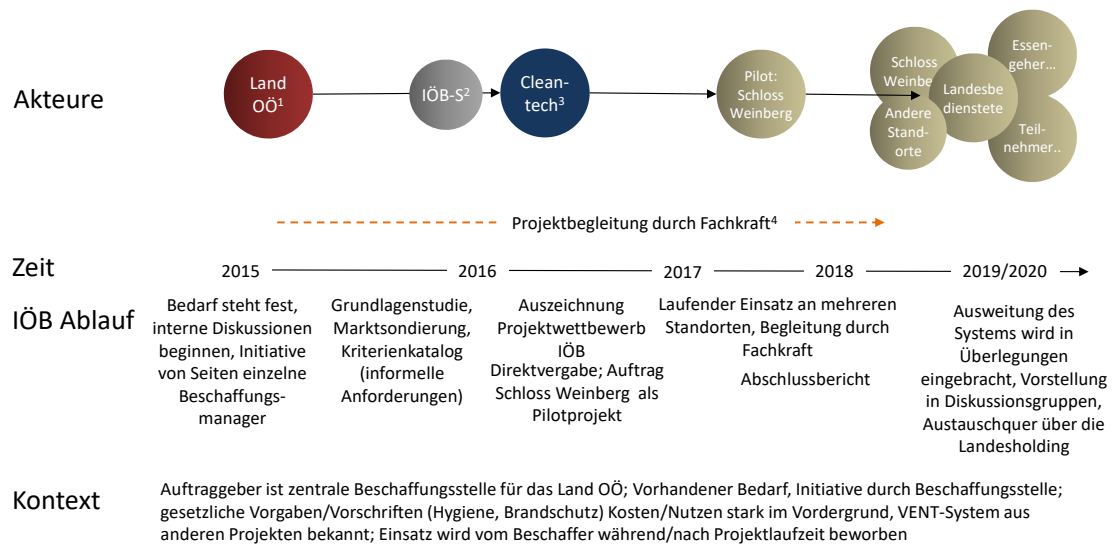 Akteure
Land
OÖ1
IÖB-S2
Clean-
tech3
Pilot:
Schloss
Weinberg
Schloss
Weinberg
Andere
Stand-
orte
Landesbe
dienstete
Essen-
geher...
Teil-
nehmer..
Projektbegleitung durch Fachkraft4
Zeit
2015
2016
2017
2018
2019/2020
IÖB Ablauf
Bedarf steht fest,
interne Diskussionen
beginnen, Initiative
von Seiten einzelne
Beschaffungs-
manager
Grundlagenstudie,
Marktsondierung,
Kriterienkatalog
(informelle
Anforderungen)
Auszeichnung
Projektwettbewerb
IÖB
Direktvergabe; Auftrag
Schloss Weinberg als
Pilotprojekt
Laufender Einsatz an mehreren
Standorten, Begleitung durch
Fachkraft
Abschlussbericht
Ausweitung des
Systems wird in
Überlegungen
eingebracht, Vorstellung
in Diskussionsgruppen,
Austauschquer über die
Landesholding
Kontext
Auftraggeber ist zentrale Beschaffungsstelle für das Land OÖ; Vorhandener Bedarf, Initiative durch Beschaffungsstelle;
gesetzliche Vorgaben/Vorschriften (Hygiene, Brandschutz) Kosten/Nutzen stark im Vordergrund, VENT-System aus
anderen Projekten bekannt; Einsatz wird vom Beschaffer während/nach Projektlaufzeit beworben